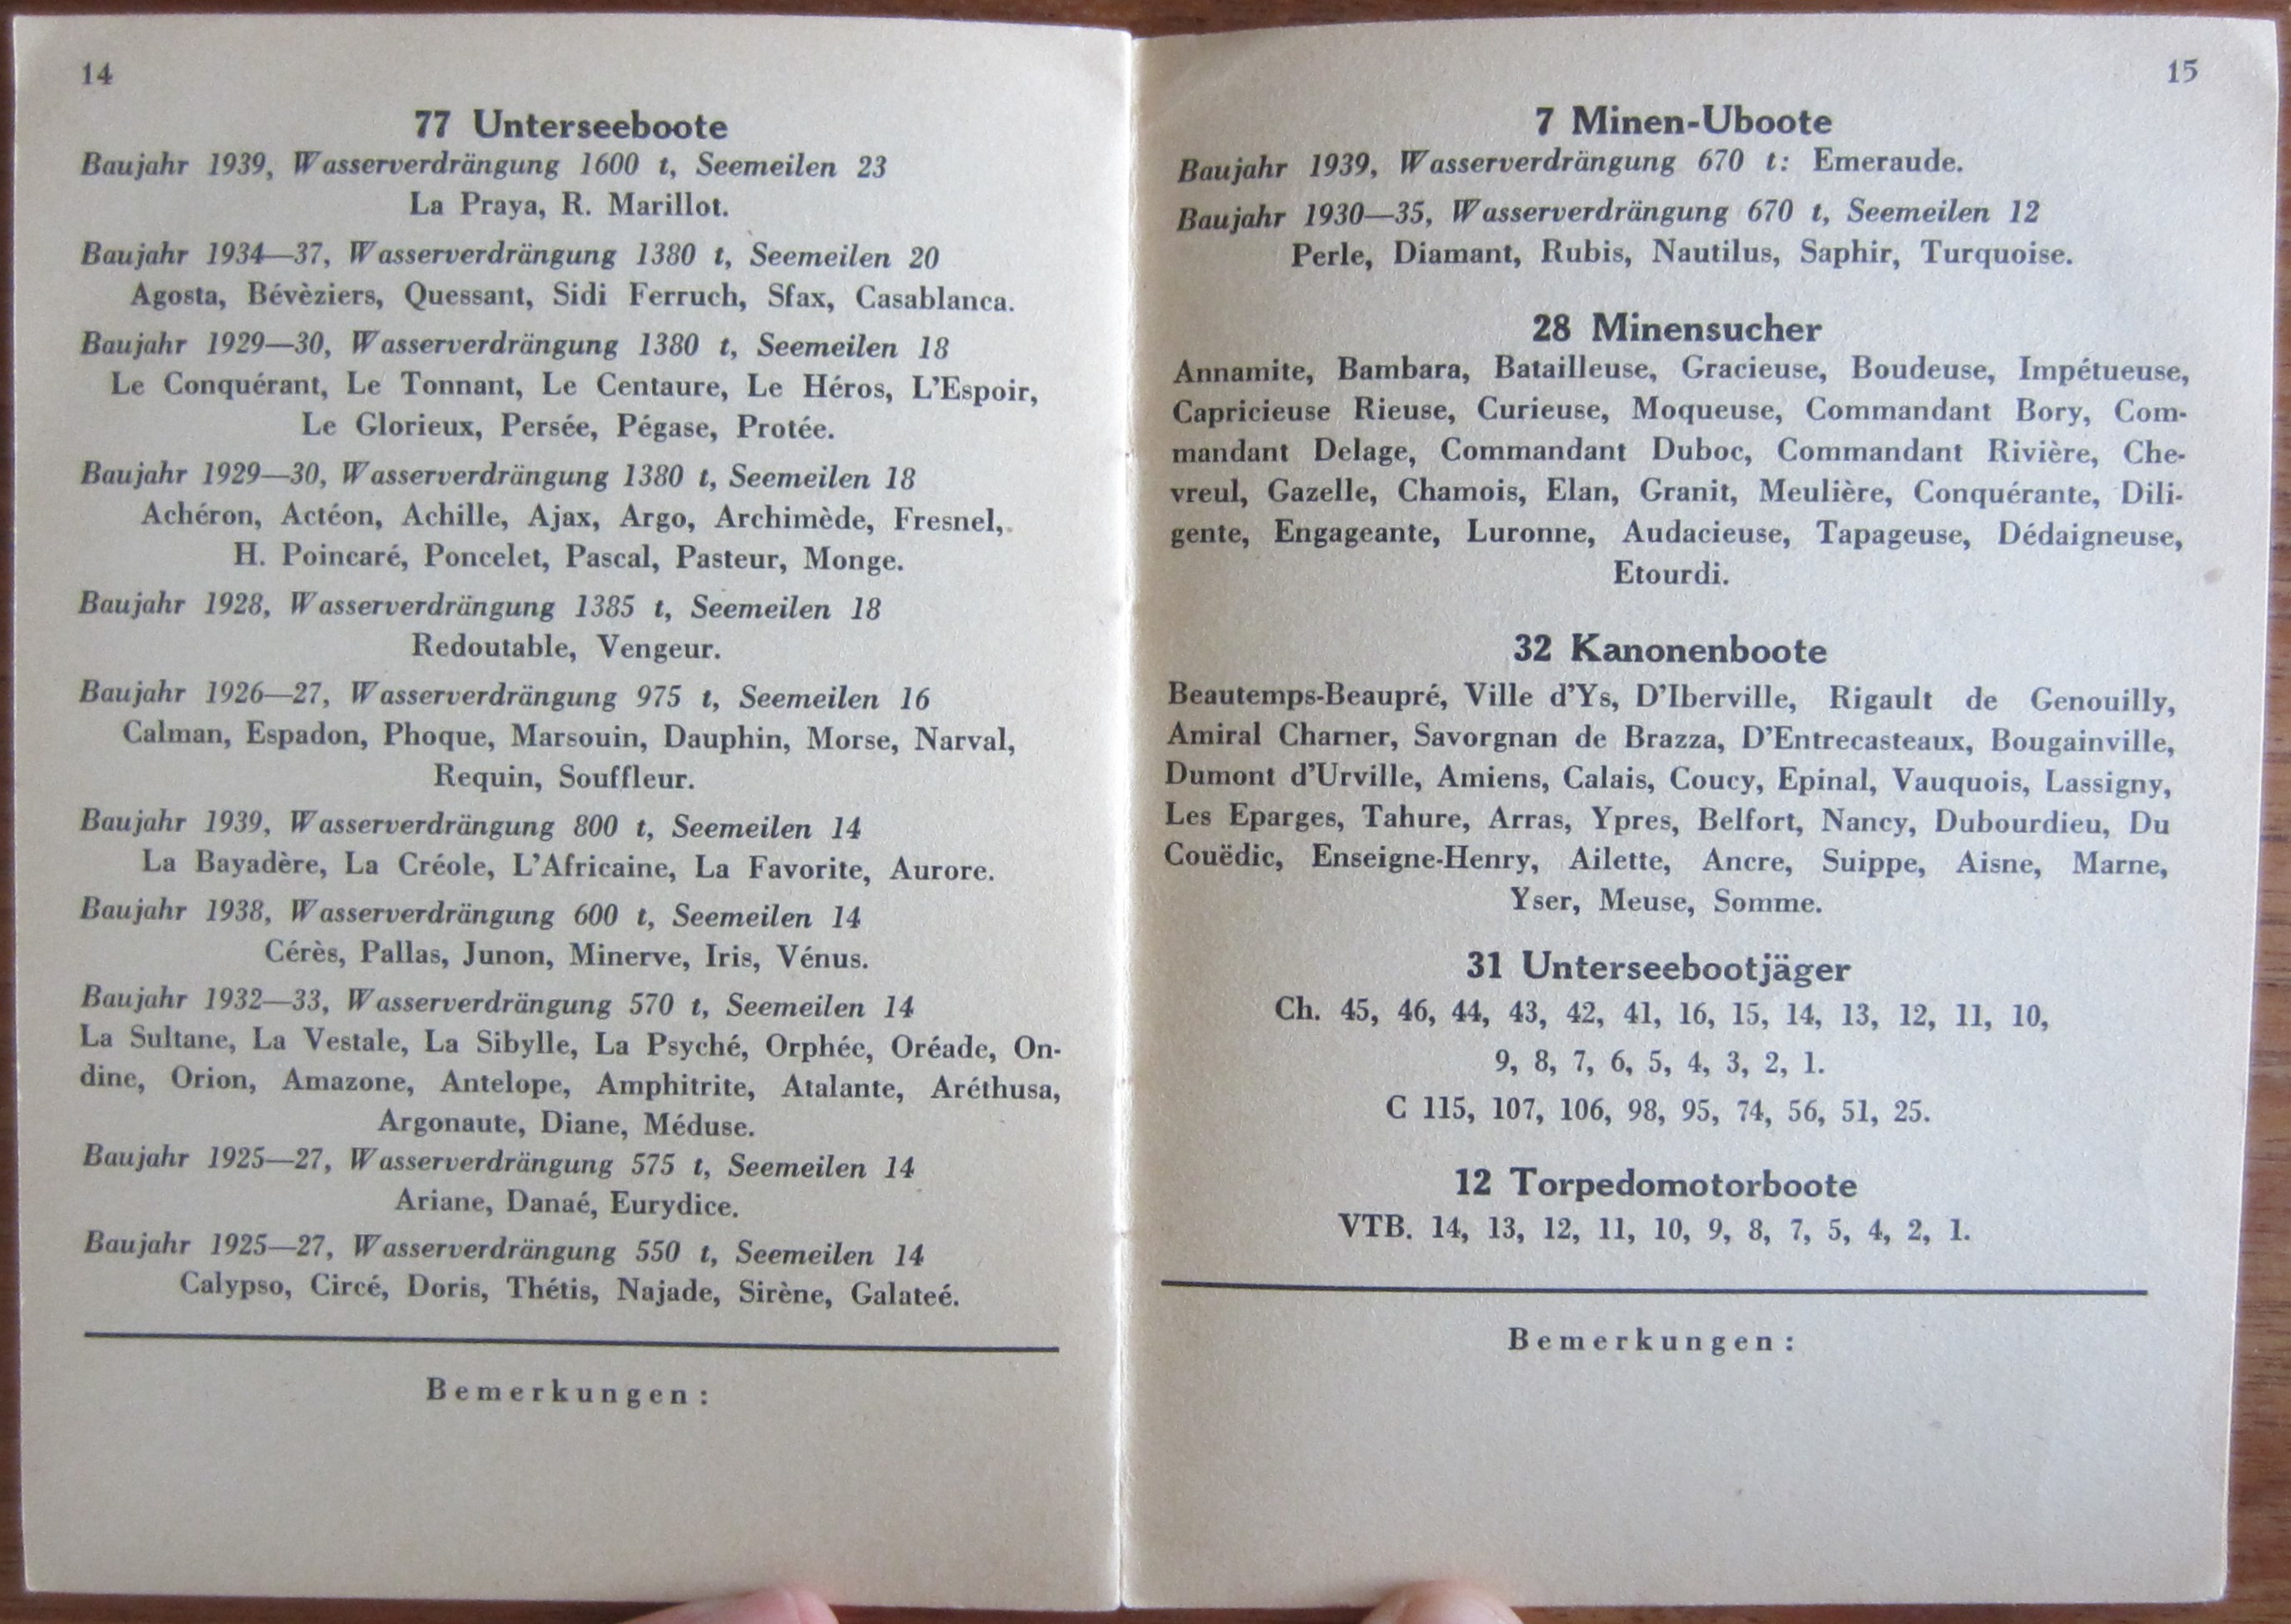 14
77 Unterseeboote
Baujahr 1939, Wasserverdrängung 1600 t, Seemeilen 23
La Praya, R. Marillot.
Baujahr 1934—37, Wasserverdrängung 1380 t, Seemeilen 20
Agosta, Bévèziers, Quessant, Sidi Ferruch, Sfax, Casablanca.
Baujahr 1929—30, Wasserverdrängung 1380 t, Seemeilen 18
Le Conquérant, Le Tonnant, Le Centaure, Le Héros, L'Espoir,
Le Glorieux, Persée, Pégase, Protée.
Baujahr 1929—30, Wasserverdrängung 1380 t, Seemeilen 18
Achéron, Actéon, Achille, Ajax, Argo, Archimède, Fresnel,
H. Poincaré, Poncelet, Pascal, Pasteur, Monge.
Baujahr 1928, Wasserverdrängung 1385 t, Seemeilen 18
Redoutable, Vengeur.
Baujahr 1926—27, Wasserverdrängung 975 t, Seemeilen 16
Calman, Espadon, Phoque, Marsouin, Dauphin, Morse, Narval,
Requin, Souffleur.
Baujahr 1939, Wasserverdrängung 800 t, Seemeilen 14
La Bayadère, La Créole, L'Africaine, La Favorite, Aurore.
Baujahr 1938, Wasserverdrängung 600 t, Seemeilen 14
Cérès, Pallas, Junon, Minerve, Iris, Vénus.
Baujahr 1932—33, Wasserverdrängung 570 t, Seemeilen 14
La Sultane, La Vestale, La Sibylle, La Psyché, Orphée, Oréade, On-
dine, Orion, Amazone, Antelope, Amphitrite, Atalante, Aréthusa,
Argonaute, Diane, Méduse.
Baujahr 1925—27, Wasserverdrängung 575 t, Seemeilen 14
Ariane, Danaé, Eurydice.
Baujahr 1925—27, Wasserverdrängung 550 t, Seemeilen 14
Calypso, Circé, Doris, Thétis, Najade, Sirène, Galateé.
Bemerkungen:
15
7 Minen-Uboote
Baujahr 1939, Wasserverdrängung 670 t: Emeraude.
Baujahr 1930—35, Wasserverdrängung 670 t, Seemeilen 12
Perle, Diamant, Rubis, Nautilus, Saphir, Turquoise.
28 Minensucher
Annamite, Bambara, Batailleuse, Gracieuse, Boudeuse, Impétueuse,
Capricieuse Rieuse, Curieuse, Moqueuse, Commandant Bory, Com-
mandant Delage, Commandant Duboc, Commandant Rivière, Che-
vreul, Gazelle, Chamois, Elan, Granit, Meulière, Conquérante, Dili-
gente, Engageante, Luronne, Audacieuse, Tapageuse, Dédaigneuse,
Etourdi.
32 Kanonenboote
Beautemps-Beaupré, Ville d'Ys, D'Iberville, Rigault de Genouilly,
Amiral Charner, Savorgnan de Brazza, D'Entrecasteaux, Bougainville,
Dumont d'Urville, Amiens, Calais, Coucy, Epinal, Vauquois, Lassigny,
Les Eparges, Tahure, Arras, Ypres, Belfort, Nancy, Dubourdieu, Du
Couëdic, Enseigne-Henry, Ailette, Ancre, Suippe, Aisne, Marne,
Yser, Meuse, Somme.
31 Unterseebootjäger
Ch. 45, 46, 44, 43, 42, 41, 16, 15, 14, 13, 12, 11, 10,
9, 8, 7, 6, 5, 4, 3, 2, 1.
C 115, 107, 106, 98, 95, 74, 56, 51, 25.
12 Torpedomotorboote
VTB. 14, 13, 12, 11, 10, 9, 8, 7, 5, 4, 2, 1.
Bemerkungen: